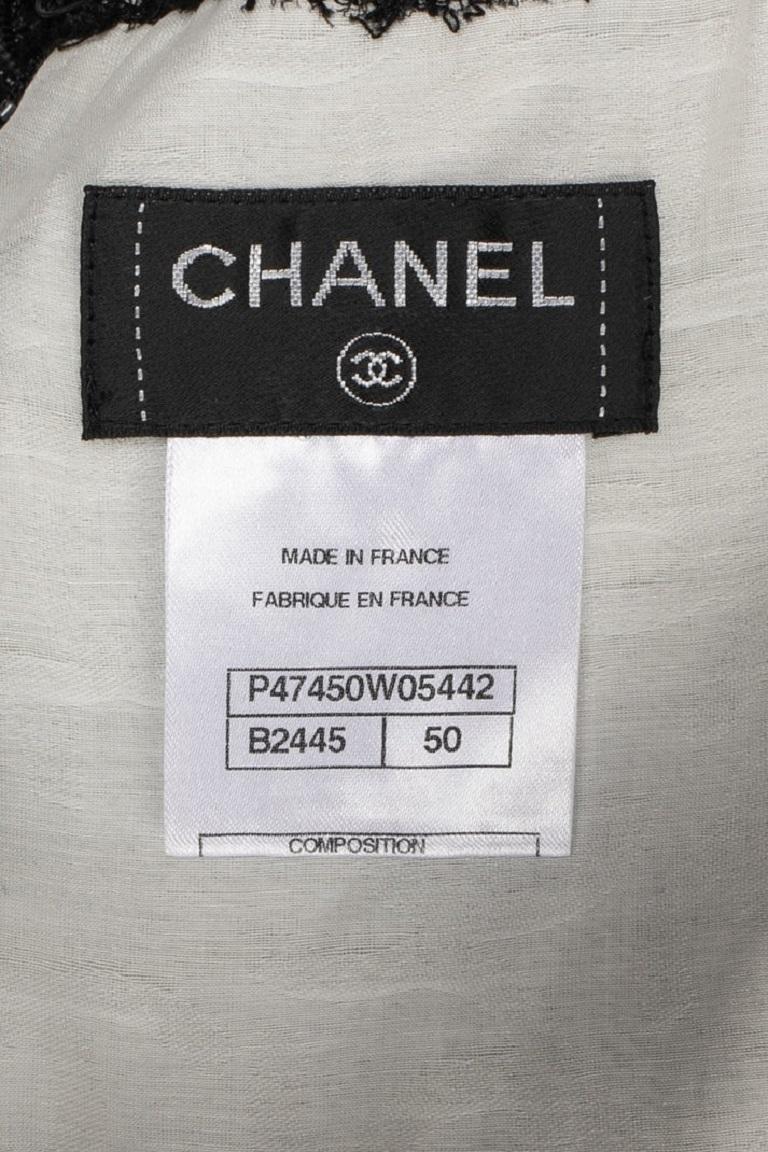 CHANEL
MADE IN FRANCE
FABRIQUE EN FRANCE
P47450W05442
B2445 50
COMPOSITION